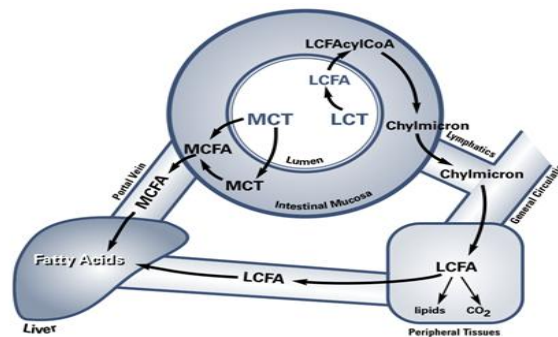 LCFAcylCoA
LCFA
MCT
LCT
Chylmicron
MCFA
Lumen
MCT
Intestinal Mucosa
Lymphatics
Chylmicron
Portal Vein
MCFA
General Circulatio
Fatty Acids
LCFA
LCFA
lipids
CO2
Liver
Peripheral Tissues